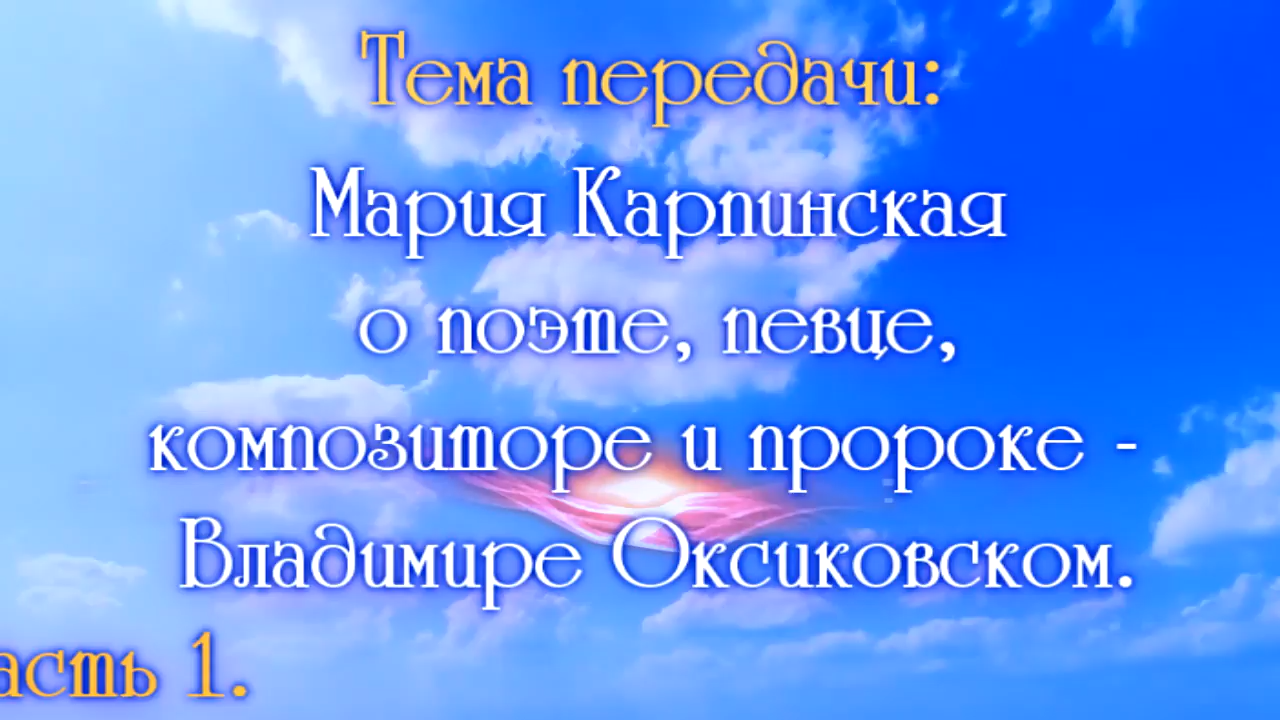 Тема передачи:
Мария Карпинская
о поэте, певце,
композиторе и пророке -
Владимире Оксиковском.
асть 1.